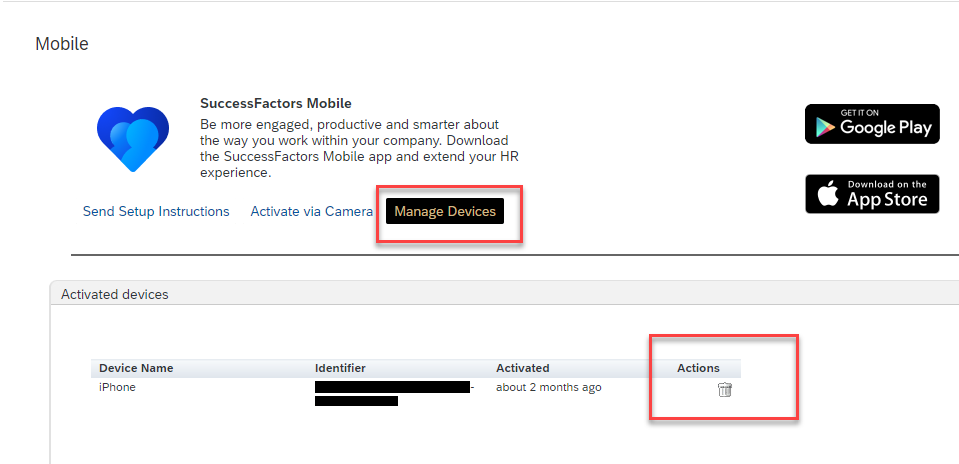 Mobile
SuccessFactors Mobile
Be more engaged, productive and smarter about
the way you work within your company. Download
the SuccessFactors Mobile app and extend your HR
experience.
GET IT ON
Google Play
Download on the
App Store
Send Setup Instructions Activate via Camera Manage Devices
Activated devices
Device Name Identifier Activated Actions
iPhone - about 2 months ago